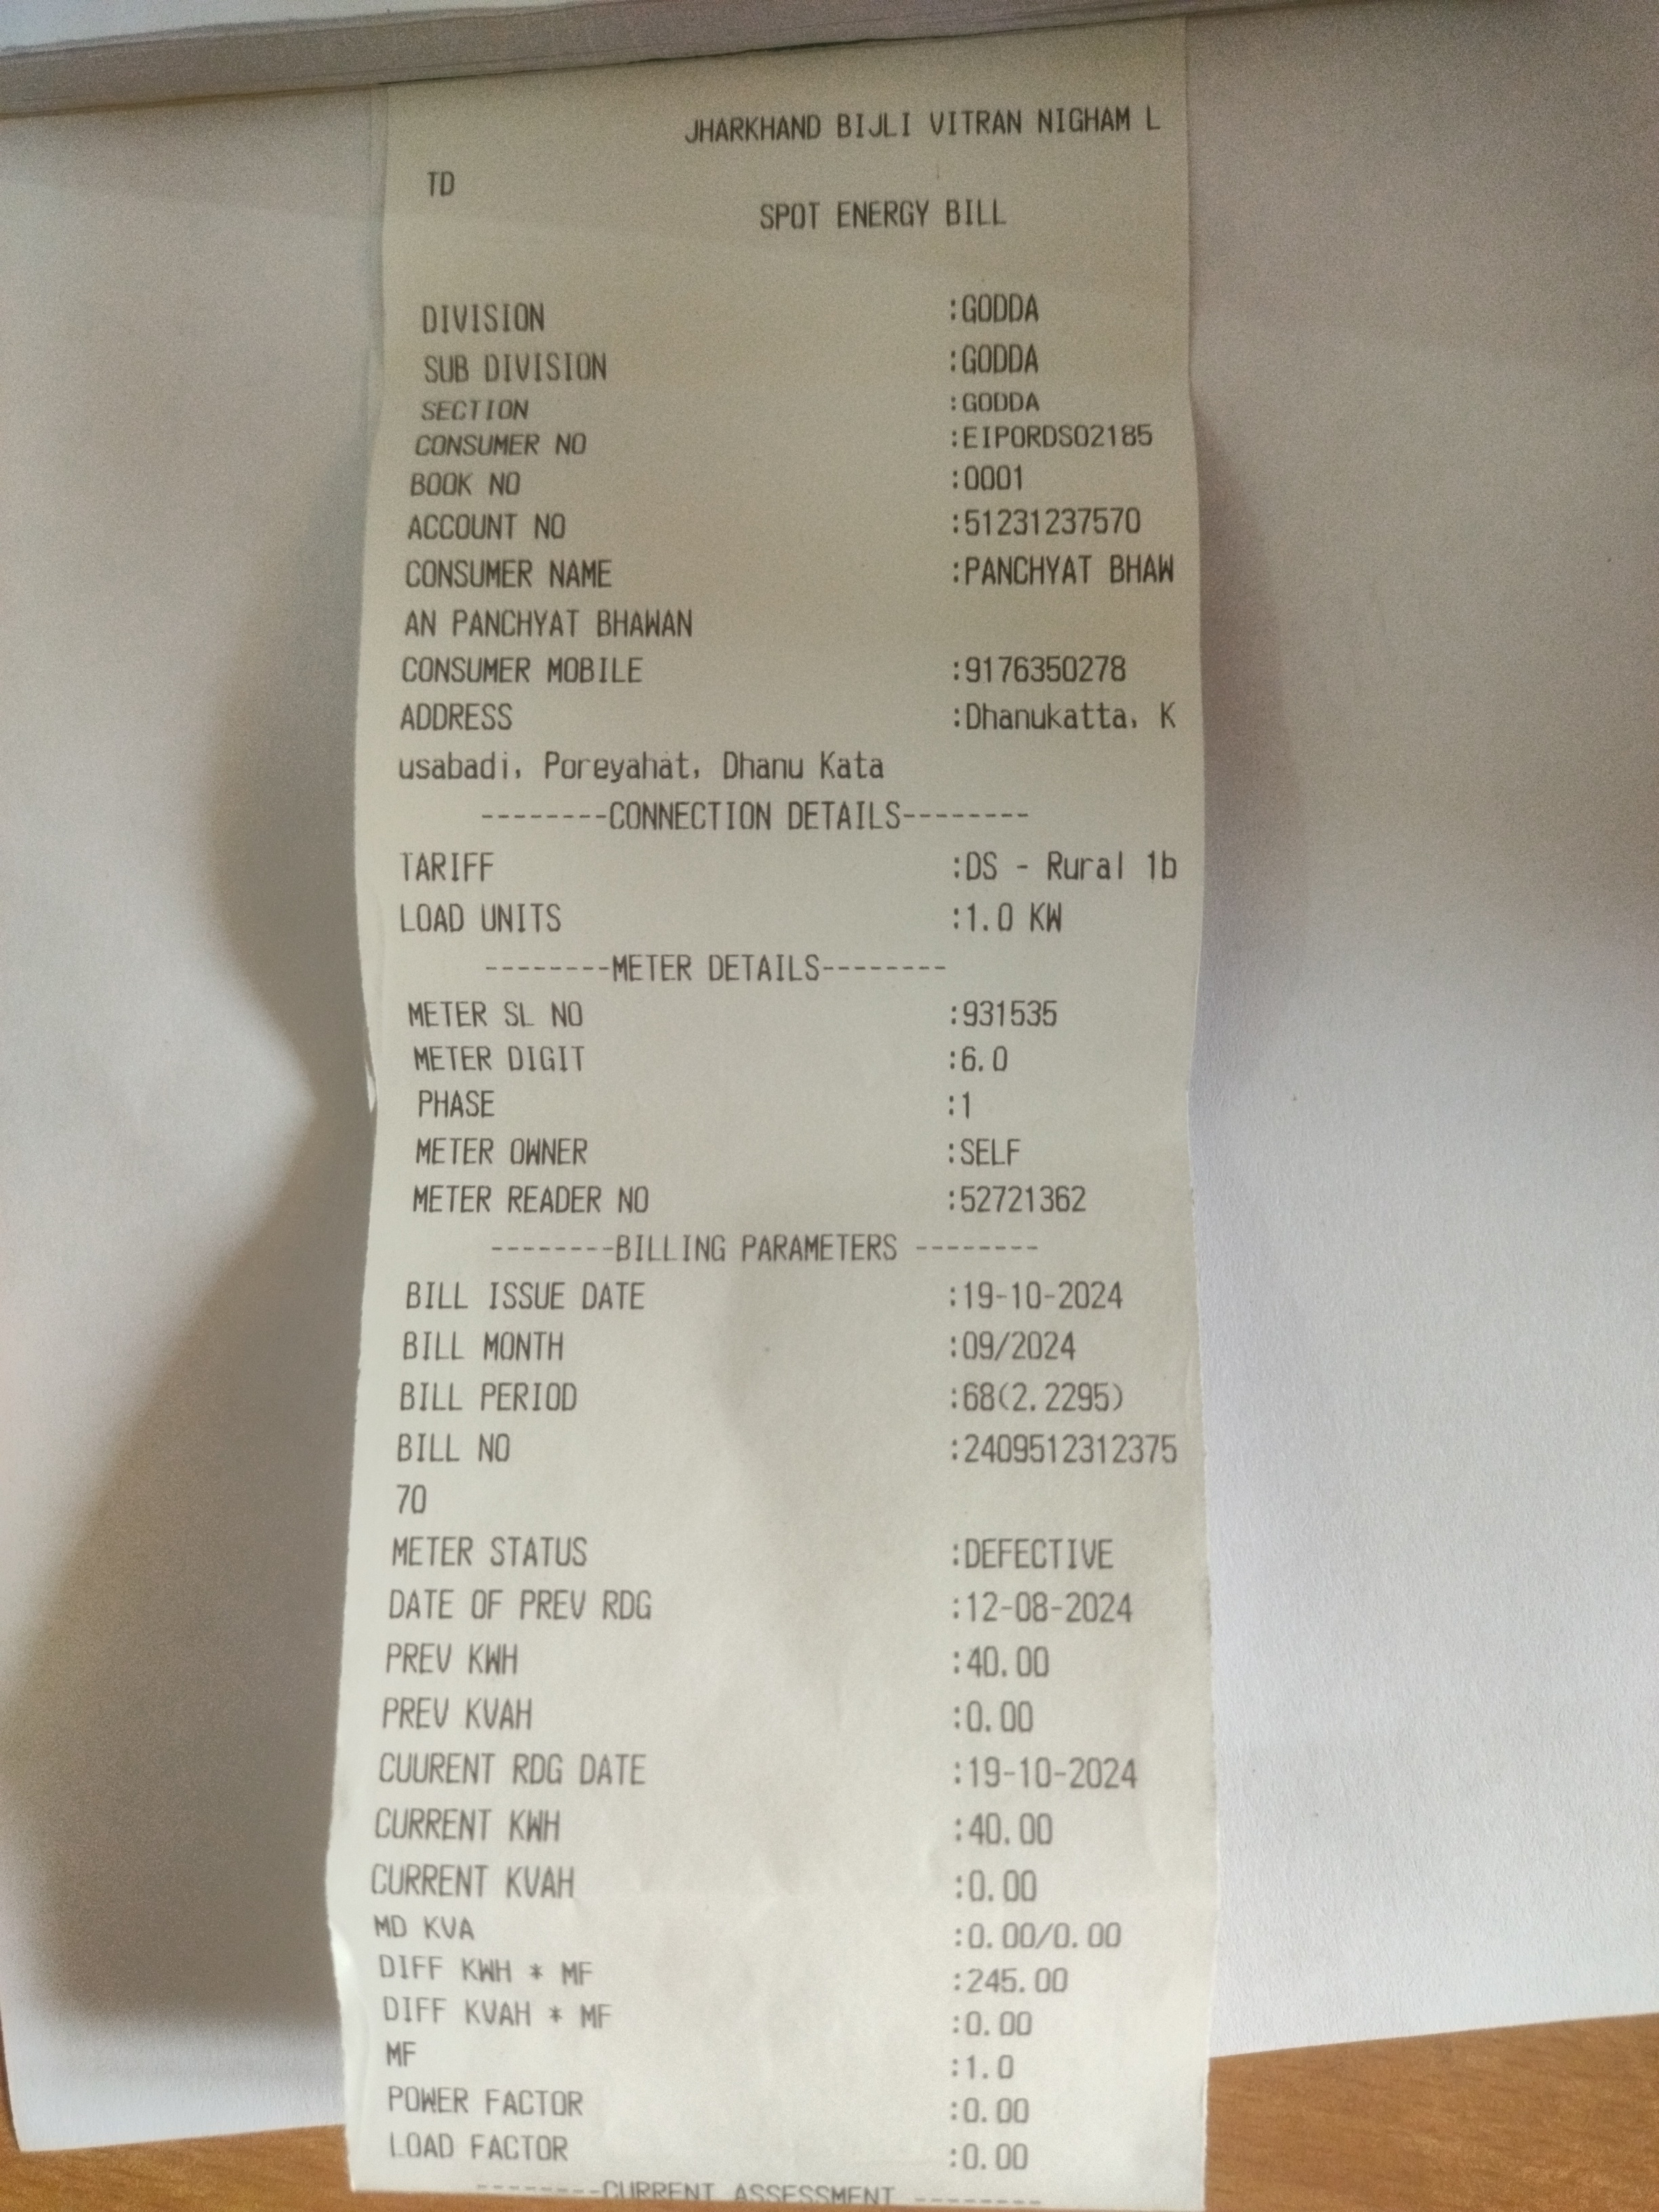 JHARKHAND BIJLI VITRAN NIGHAM L
TD
SPOT ENERGY BILL
DIVISION :GODDA
SUB DIVISION :GODDA
SECTION :GODDA
CONSUMER NO :EIPORDS02185
BOOK NO :0001
ACCOUNT NO :51231237570
CONSUMER NAME :PANCHYAT BHAW
AN PANCHYAT BHAWAN
CONSUMER MOBILE :9176350278
ADDRESS :Dhanukatta, K
usabadi, Poreyahat, Dhanu Kata
--------CONNECTION DETAILS--------
TARIFF :DS - Rural 1b
LOAD UNITS :1.0 KW
--------METER DETAILS--------
METER SL NO :931535
METER DIGIT :6.0
PHASE :1
METER OWNER :SELF
METER READER NO :52721362
--------BILLING PARAMETERS --------
BILL ISSUE DATE :19-10-2024
BILL MONTH :09/2024
BILL PERIOD :68(2.2295)
BILL NO :2409512312375
70
METER STATUS :DEFECTIVE
DATE OF PREV RDG :12-08-2024
PREV KWH :40.00
PREV KVAH :0.00
CUURENT RDG DATE :19-10-2024
CURRENT KWH :40.00
CURRENT KVAH :0.00
MD KVA :0.00/0.00
DIFF KWH * MF :245.00
DIFF KVAH * MF :0.00
MF :1.0
POWER FACTOR :0.00
LOAD FACTOR :0.00
--------CURRENT ASSESSMENT --------